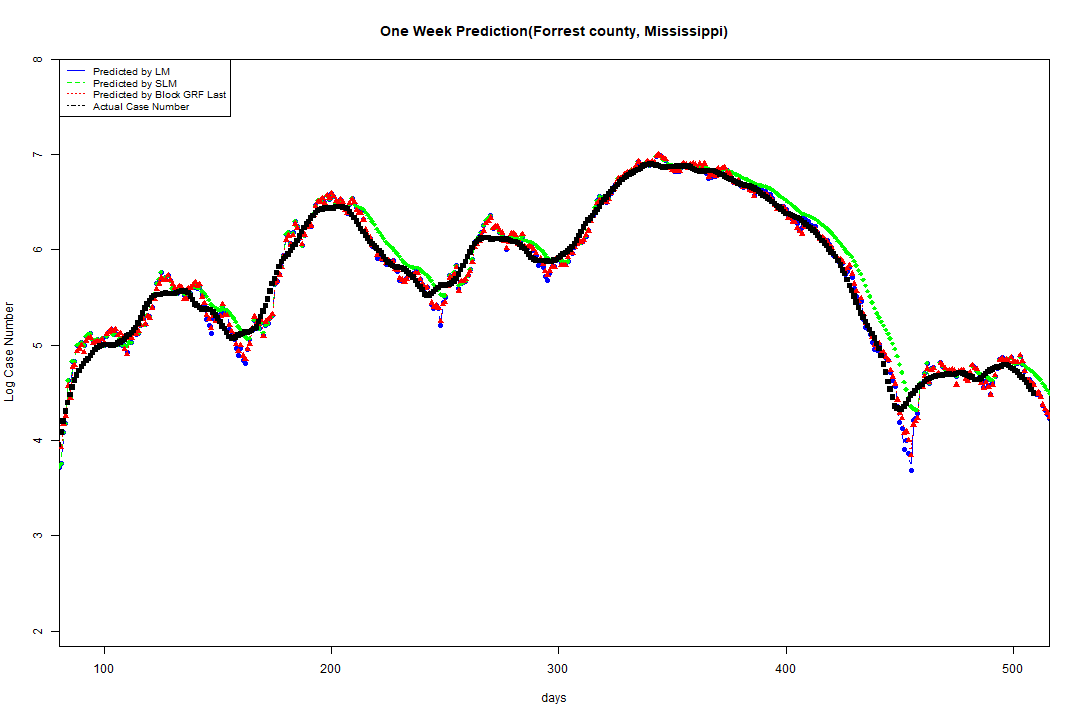 One Week Prediction(Forrest county, Mississippi)
8
Predicted by LM
Predicted by SLM
Predicted by Block GRF Last
Actual Case Number
7
6
5
4
3
2
Log Case Number
100 200 300 400 500
days